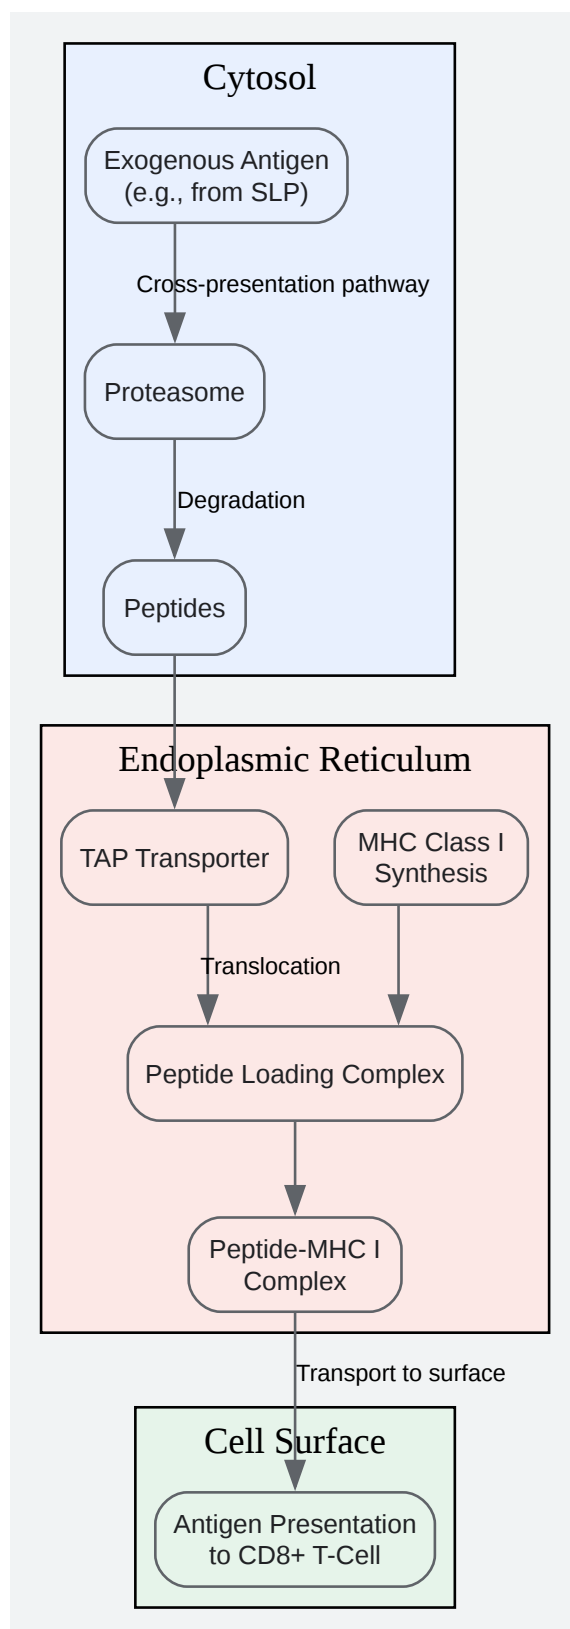 Cytosol
Exogenous Antigen
(e.g., from SLP)
Cross-presentation pathway
Proteasome
Degradation
Peptides
Endoplasmic Reticulum
TAP Transporter
MHC Class I
Synthesis
Translocation
Peptide Loading Complex
Peptide-MHC I
Complex
Transport to surface
Cell Surface
Antigen Presentation
to CD8+ T-Cell